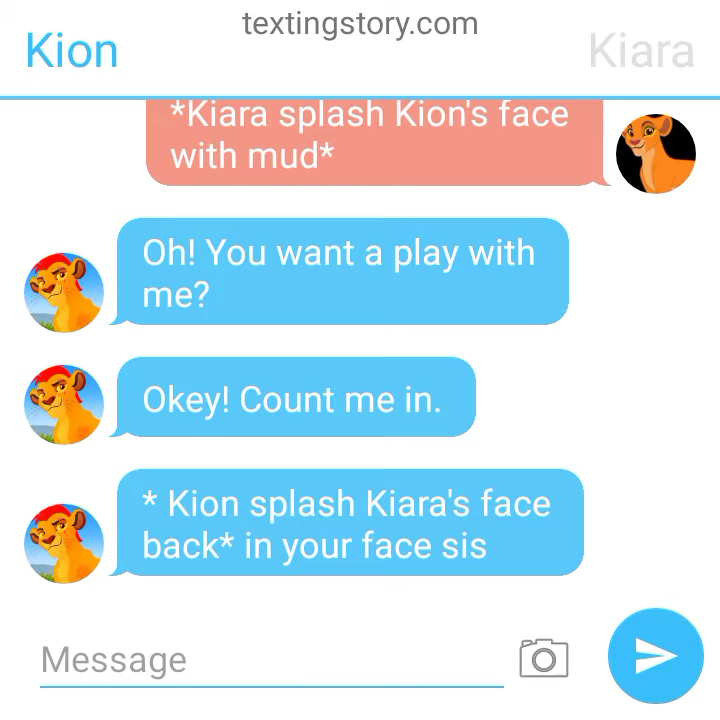 textingstory.com
Kion
Kiara
*Kiara splash Kion's face
with mud*
Oh! You want a play with
me?
Okey! Count me in.
* Kion splash Kiara's face
back* in your face sis
Message